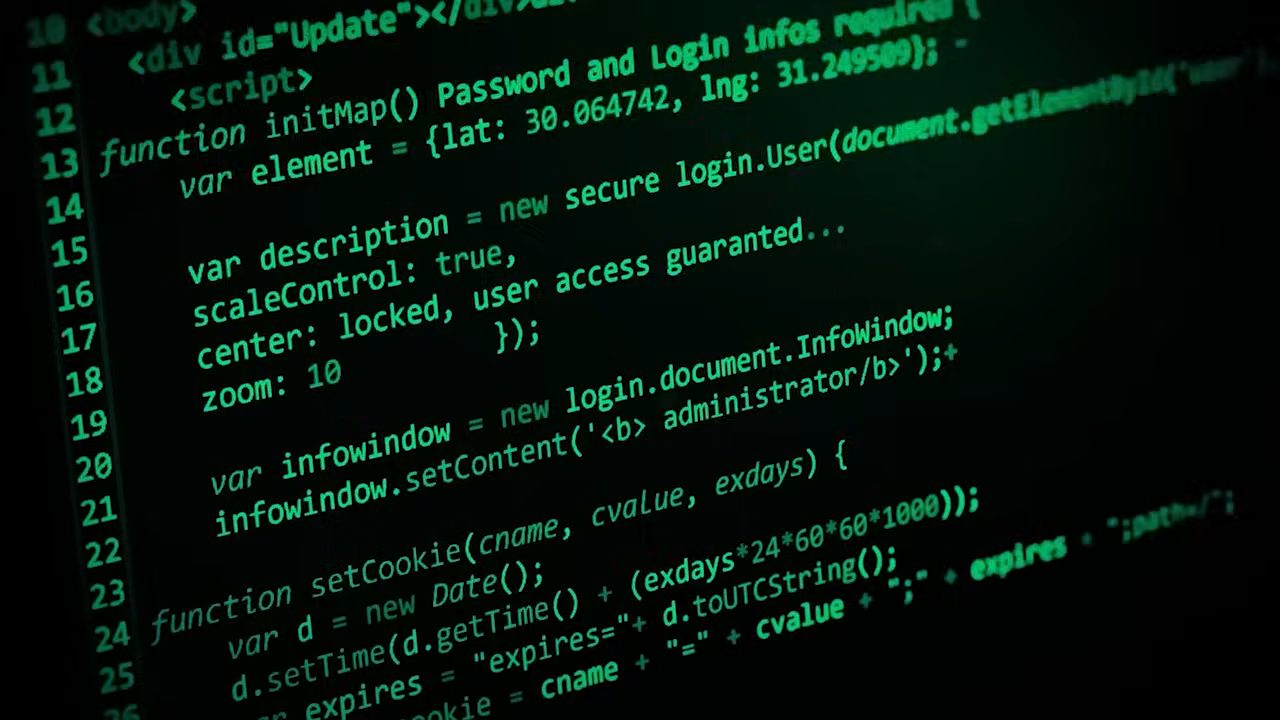 10 <body>
11 <div id="Update"></div>
12 <script>
13 function initMap() Password and Login infos required {
14 var element = {lat: 30.064742, lng: 31.249509}; -
15
16 var description = new secure login.User(document.getElementById('user')
17 scaleControl: true,
18 center: locked, user access guaranted...
19 zoom: 10 });
20
21 var infowindow = new login.document.InfoWindow;
22 infowindow.setContent('<b> administrator/b>');+
23
24 function setCookie(cname, cvalue, exdays) {
25 var d = new Date();
26 d.setTime(d.getTime() + (exdays*24*60*60*1000));
expires = "expires="+ d.toUTCString();
ookie = cname + "=" + cvalue + ";" + expires + ";path=/";